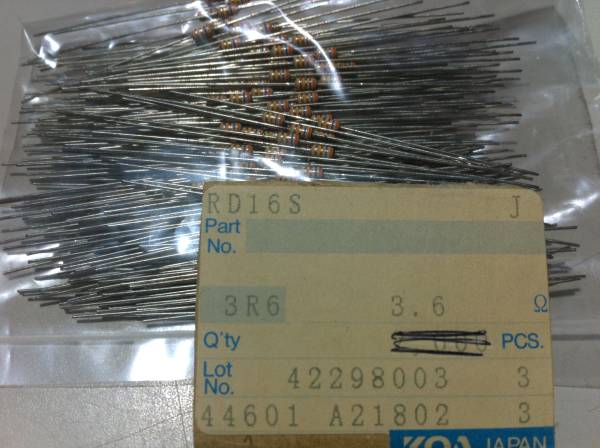 RD16S J
Part
No.
3R6 3.6 Ω
Q'ty PCS.
Lot
No. 42298003 3
44601 A21802 3
KOA JAPAN